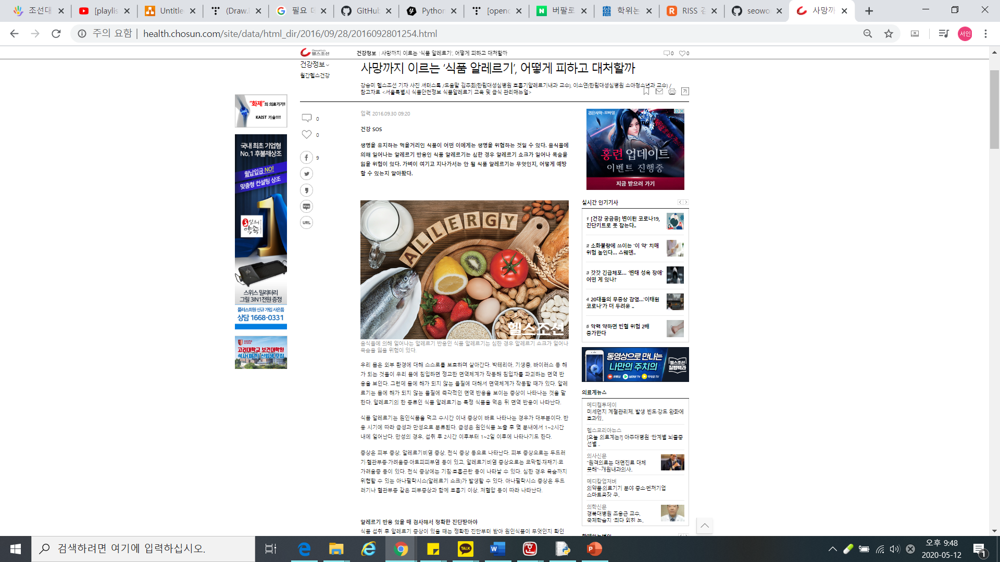 조선대
[playlis
Untitle
(Draw.i
필요 더
GitHub
Python
[openc
버팔로
학위논
RISS 검
seowo
사망까
주의 요함
health.chosun.com/site/data/html_dir/2016/09/28/2016092801254.html
서인
헬스조선
건강정보 | 사망까지 이르는 '식품 알레르기', 어떻게 피하고 대처할까
0
0
건강정보
월간헬스건강
사망까지 이르는 '식품 알레르기', 어떻게 피하고 대처할까
강승미 헬스조선 기자 사진 셔터스톡 /도움말 김주희(한림대성심병원 호흡기알레르기내과 교수), 이소연(한림대성심병원 소아청소년과 교수) /
참고자료 <서울특별시 식품안전정보 식품알레르기 교육 및 급식 관리매뉴얼>
가
"화제"의 의료기기!!
KAIST 기술!!!!
국내 최초 기업형
No.1 후불제상조
월납입금 NO!
맞춤형 컨설팅 상조
1
3일의
약속
스위스 밀리터리
그릴 3IN1전원 증정
플러스회원 신규 가입 사은품
상담 1668-0331
고려대학교 보건대학원
석사(야간) 신입생 모집
0
0
9
blog
URL
입력 2016.09.30 09:20
건강 SOS
생명을 유지하는 먹을거리인 식품이 어떤 이에게는 생명을 위협하는 것일 수 있다. 음식물에
의해 일어나는 알레르기 반응인 식품 알레르기는 심한 경우 알레르기 쇼크가 일어나 목숨을
잃을 위험이 있다. 가벼이 여기고 지나가서는 안 될 식품 알레르기는 무엇인지, 어떻게 예방
할 수 있는지 알아봤다.
ALLERGY
헬스조선
음식물에 의해 일어나는 알레르기 반응인 식품 알레르기는 심한 경우 알레르기 쇼크가 일어나
목숨을 잃을 위험이 있다.
우리 몸은 외부 환경에 대해 스스로를 보호하며 살아간다. 박테리아, 기생충, 바이러스 등 해
가 되는 것들이 우리 몸에 침입하면 정교한 면역체계가 작동해 침입자를 파괴하는 면역 반
응을 보인다. 그런데 몸에 해가 되지 않는 물질에 대해서 면역체계가 작동할 때가 있다. 알레
르기는 몸에 해가 되지 않는 물질에 즉각적인 면역 반응을 보이는 증상이 나타나는 것을 말
한다. 알레르기의 한 종류인 식품 알레르기는 특정 식품을 먹은 뒤 면역 반응이 나타난다.
식품 알레르기는 원인식품을 먹고 수시간 이내 증상이 바로 나타나는 경우가 대부분이다. 반
응 시기에 따라 급성과 만성으로 분류된다. 급성은 원인식품 노출 후 몇 분내에서 1~2시간
내에 일어난다. 만성의 경우, 섭취 후 2시간 이후부터 1~2일 이후에 나타나기도 한다.
증상은 피부 증상, 알레르기비염 증상, 천식 증상 등으로 나타난다. 피부 증상으로는 두드러
기·혈관부종·가려움증·아토피피부염 등이 있고, 알레르기비염 증상으로는 코막힘·재채기·코
가려움증 등이 있다. 천식 증상에는 기침·호흡곤란 등이 나타날 수 있다. 심한 경우 목숨까지
위협할 수 있는 아나필락시스(알레르기 쇼크)가 발생할 수 있다. 아나필락시스 증상은 두드
러기나 혈관부종 같은 피부증상과 함께 호흡기 이상, 저혈압 등이 따라 나타난다.
알레르기 반응 있을 때 검사해서 정확한 진단받아야
식품 섭취 후 알레르기 증상이 있을 때는 정확한 진단부터 받아 원인식품이 무엇인지 확인
검은사막 모바일
홍련 업데이트
이벤트 진행중
지금 받으러 가기
실시간 인기기사
1 [건강 궁금증] 변이된 코로나19,
진단키트로 못 잡는다..
2 소화불량에 쓰이는 '이 약' 치매
위험 높인다... 스웨덴..
3 갓갓 긴급체포... '변태 성욕 장애'
어떤 게 있나?
4 20대들의 무증상 감염...'이태원
코로나'가 더 두려운 ..
5 악력 약하면 빈혈 위험 2배
증가한다
동영상으로 만나는
나만의 주치의
헬스조선
질병백과
유튜브 네이버 TV 카카오 TV
의료계뉴스
메디컬투데이
미세먼지 계절관리제, 발생 빈도·강도 완화에
효과있..
헬스코리아뉴스
[오늘 의료계는?] 아주대병원 '단계별 뇌졸중
선별 ..
의사신문
"원격의료는 대면진료 대체
못해"…개원내과의사..
메디칼업저버
의약품·의료기기 분야 중소·벤처기업
스마트공장 구..
의학신문
경북대병원 조용근 교수,
국제학술지 '최다 읽힌 논..
검색하려면 여기에 입력하십시오.
TALK
오후 9:48
2020-05-12
1